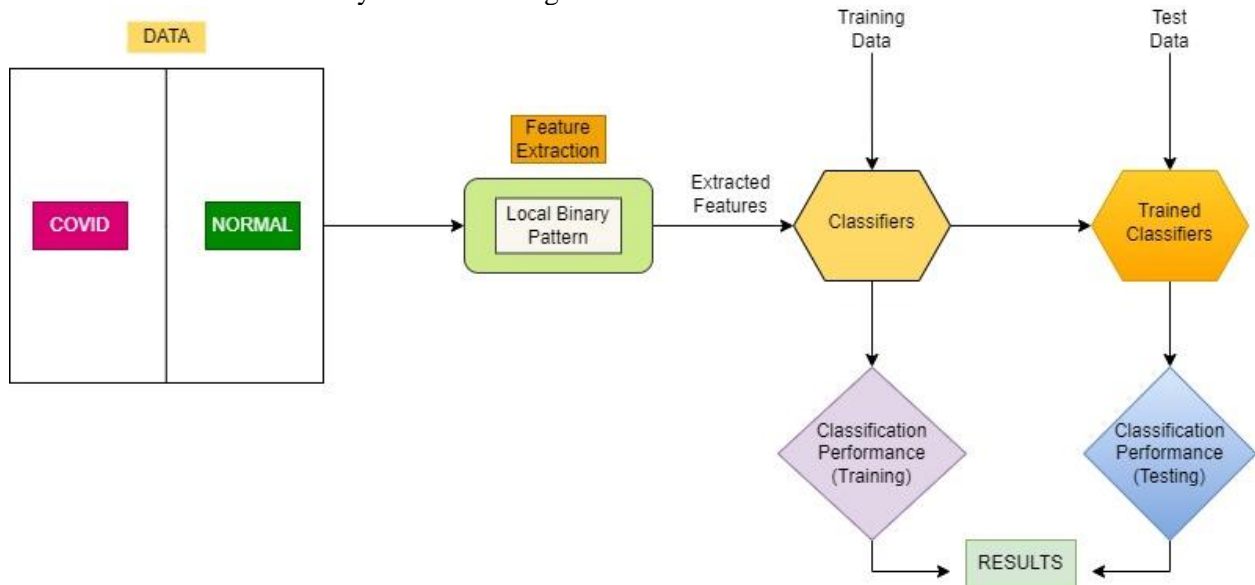 DATA
COVID
NORMAL
Feature
Extraction
Local Binary
Pattern
Extracted
Features
Training
Data
Classifiers
Test
Data
Trained
Classifiers
Classification
Performance
(Training)
Classification
Performance
(Testing)
RESULTS